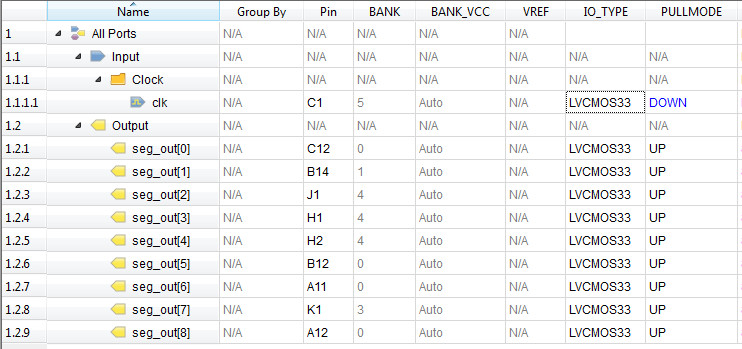 Name Group By Pin BANK BANK_VCC VREF IO_TYPE PULLMODE
1 All Ports N/A N/A N/A N/A N/A
1.1 Input N/A N/A N/A N/A N/A N/A N/A
1.1.1 Clock N/A N/A N/A N/A N/A N/A N/A
1.1.1.1 clk N/A C1 5 Auto N/A LVCMOS33 DOWN
1.2 Output N/A N/A N/A N/A N/A N/A N/A
1.2.1 seg_out[0] N/A C12 0 Auto N/A LVCMOS33 UP
1.2.2 seg_out[1] N/A B14 1 Auto N/A LVCMOS33 UP
1.2.3 seg_out[2] N/A J1 4 Auto N/A LVCMOS33 UP
1.2.4 seg_out[3] N/A H1 4 Auto N/A LVCMOS33 UP
1.2.5 seg_out[4] N/A H2 4 Auto N/A LVCMOS33 UP
1.2.6 seg_out[5] N/A B12 0 Auto N/A LVCMOS33 UP
1.2.7 seg_out[6] N/A A11 0 Auto N/A LVCMOS33 UP
1.2.8 seg_out[7] N/A K1 3 Auto N/A LVCMOS33 UP
1.2.9 seg_out[8] N/A A12 0 Auto N/A LVCMOS33 UP